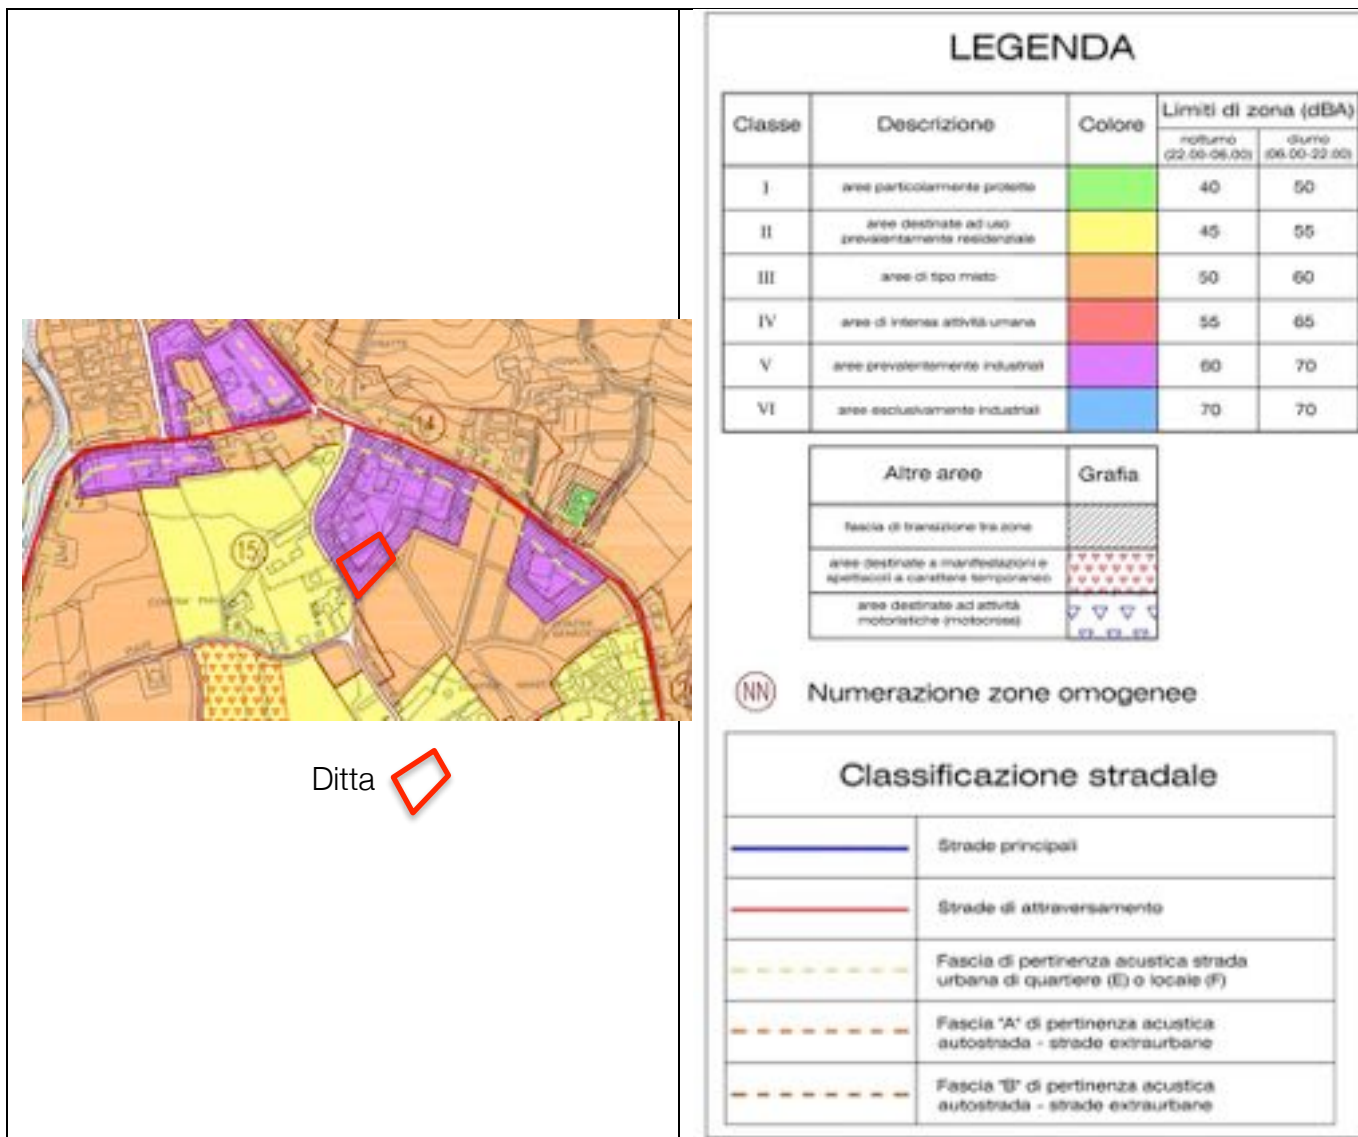 LEGENDA
Classe
Descrizione
Colore
Limiti di zona (dBA)
notturno
(22.00-06.00)
diurno
(06.00-22.00)
I
aree particolarmente protette
40
50
II
aree destinate ad uso
prevalentemente residenziale
45
55
III
aree di tipo misto
50
60
IV
aree di intensa attività umana
55
65
V
aree prevalentemente industriali
60
70
VI
aree esclusivamente industriali
70
70
Altre aree
Grafia
fascia di transizione tra zone
aree destinate a manifestazioni e
spettacoli a carattere temporaneo
aree destinate ad attività
motoristiche (motocross)
NN
Numerazione zone omogenee
Classificazione stradale
Strade principali
Strade di attraversamento
Fascia di pertinenza acustica strada
urbana di quartiere (E) o locale (F)
Fascia "A" di pertinenza acustica
autostrada - strade extraurbane
Fascia "B" di pertinenza acustica
autostrada - strade extraurbane
14
15
Ditta